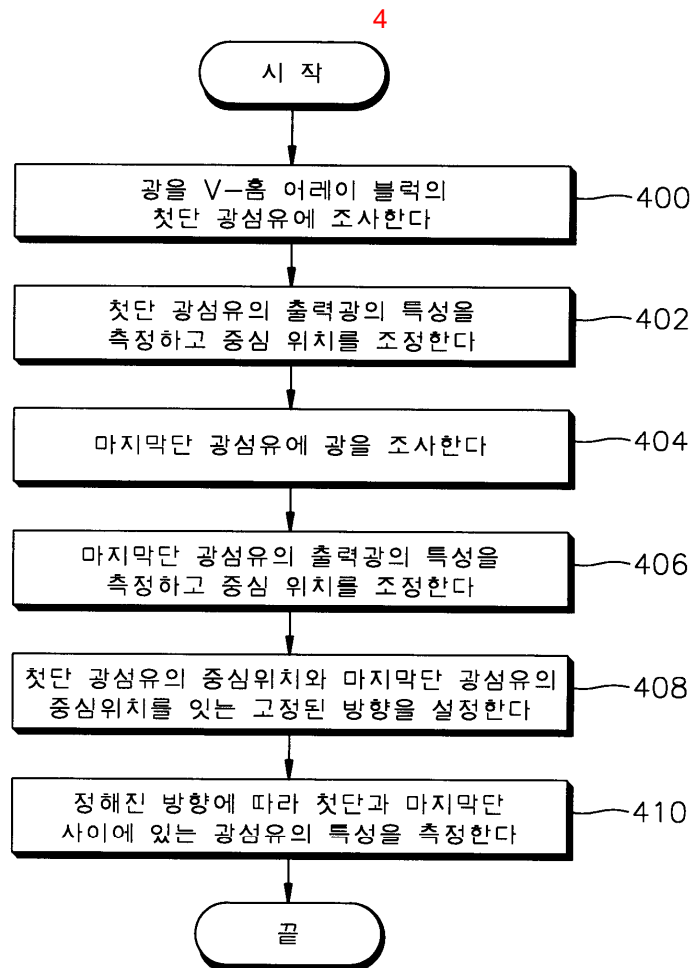 4
시 작
광을 V-홈 어레이 블럭의
첫단 광섬유에 조사한다
400
첫단 광섬유의 출력광의 특성을
측정하고 중심 위치를 조정한다
402
마지막단 광섬유에 광을 조사한다
404
마지막단 광섬유의 출력광의 특성을
측정하고 중심 위치를 조정한다
406
첫단 광섬유의 중심위치와 마지막단 광섬유의
중심위치를 잇는 고정된 방향을 설정한다
408
정해진 방향에 따라 첫단과 마지막단
사이에 있는 광섬유의 특성을 측정한다
410
끝